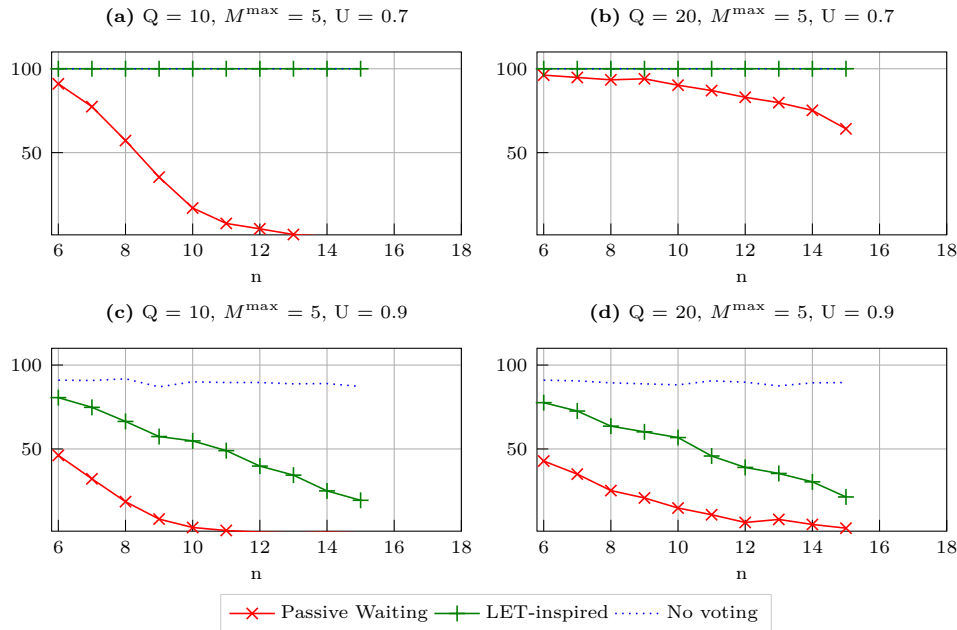 (a) Q = 10, M^max = 5, U = 0.7
(b) Q = 20, M^max = 5, U = 0.7
100
50
6 8 10 12 14 16 18
n
100
50
6 8 10 12 14 16 18
n
(c) Q = 10, M^max = 5, U = 0.9
(d) Q = 20, M^max = 5, U = 0.9
100
50
6 8 10 12 14 16 18
n
100
50
6 8 10 12 14 16 18
n
Passive Waiting LET-inspired No voting